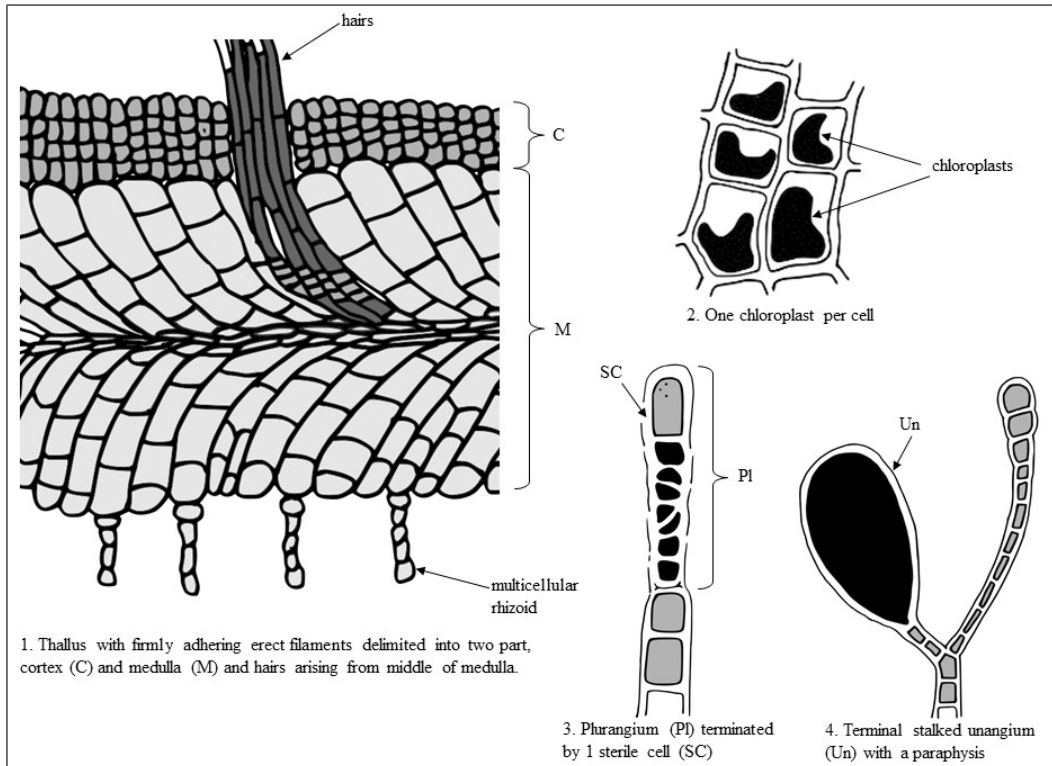 hairs
C
M
multicellular
rhizoid
1. Thallus with firmly adhering erect filaments delimited into two part,
cortex (C) and medulla (M) and hairs arising from middle of medulla.
chloroplasts
2. One chloroplast per cell
SC
Pl
3. Plurangium (Pl) terminated
by 1 sterile cell (SC)
Un
4. Terminal stalked unangium
(Un) with a paraphysis